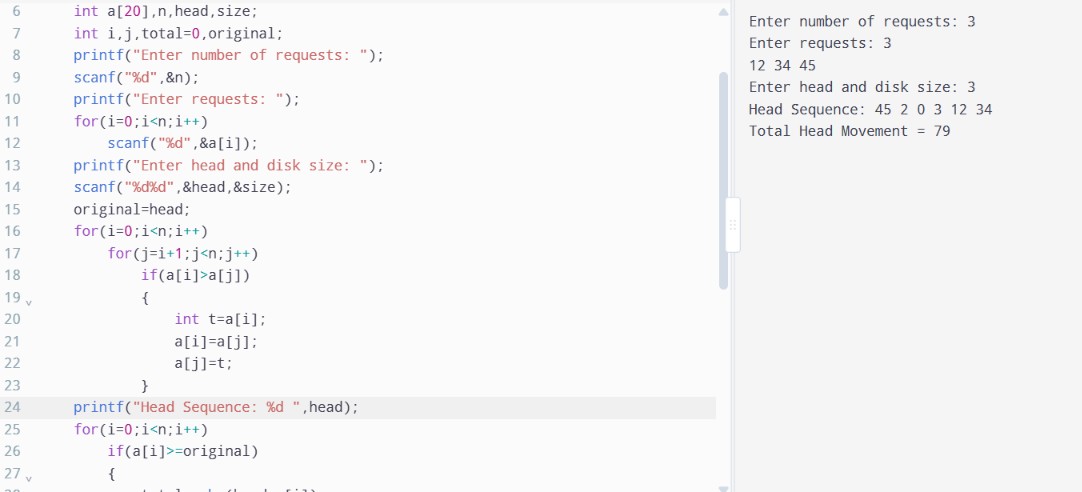 6 int a[20],n,head,size;
7 int i,j,total=0,original;
8 printf("Enter number of requests: ");
9 scanf("%d",&n);
10 printf("Enter requests: ");
11 for(i=0;i<n;i++)
12 scanf("%d",&a[i]);
13 printf("Enter head and disk size: ");
14 scanf("%d%d",&head,&size);
15 original=head;
16 for(i=0;i<n;i++)
17 for(j=i+1;j<n;j++)
18 if(a[i]>a[j])
19 {
20 int t=a[i];
21 a[i]=a[j];
22 a[j]=t;
23 }
24 printf("Head Sequence: %d ",head);
25 for(i=0;i<n;i++)
26 if(a[i]>=original)
27 {
Enter number of requests: 3
Enter requests: 3
12 34 45
Enter head and disk size: 3
Head Sequence: 45 2 0 3 12 34
Total Head Movement = 79